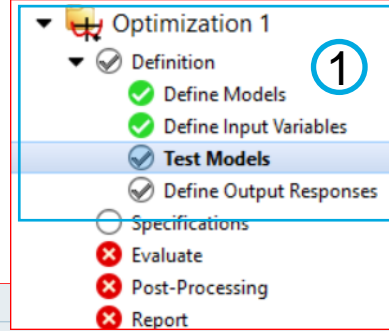 Optimization 1
Definition
1
Define Models
Define Input Variables
Test Models
Define Output Responses
Specifications
Evaluate
Post-Processing
Report